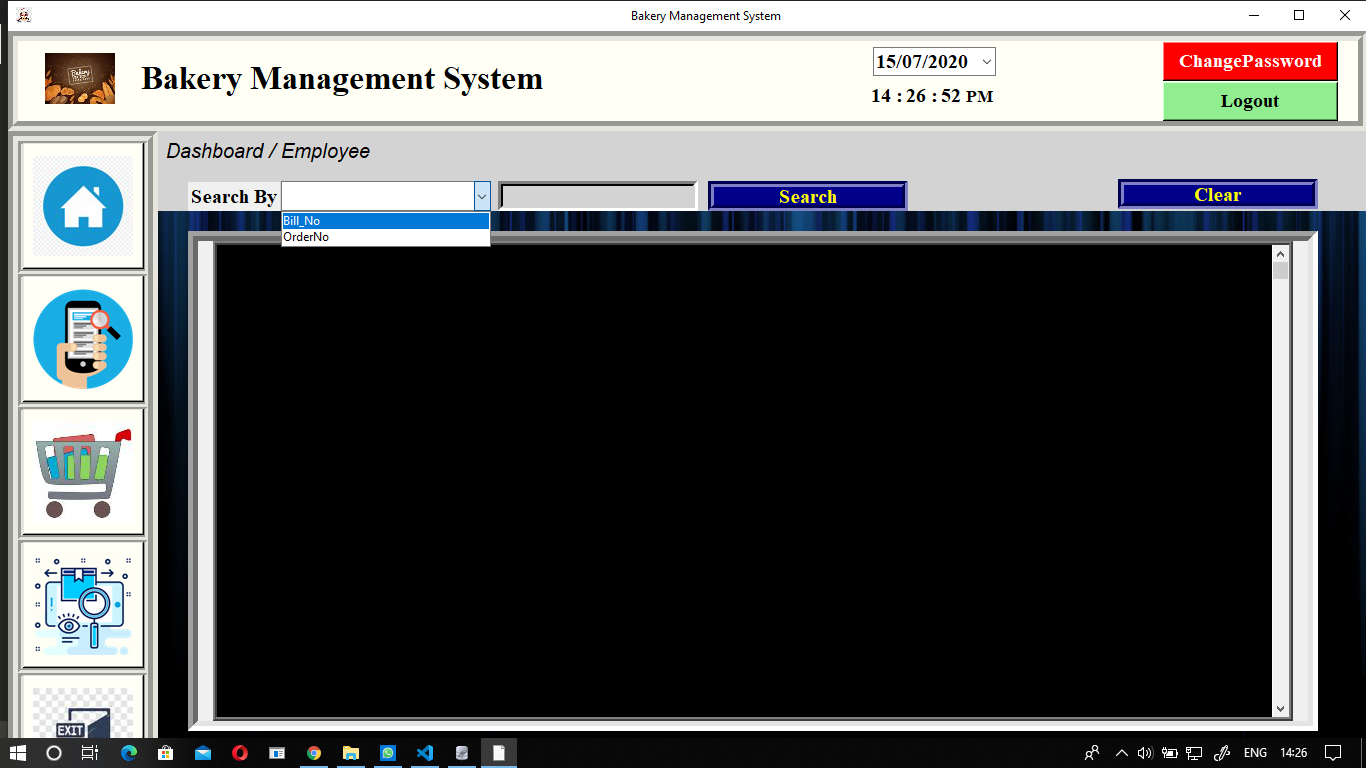 Bakery Management System
Bakery Management System
15/07/2020
14 : 26 : 52 PM
ChangePassword
Logout
Dashboard / Employee
Search By
Search
Clear
Bill_No
OrderNo
EXIT
ENG 14:26